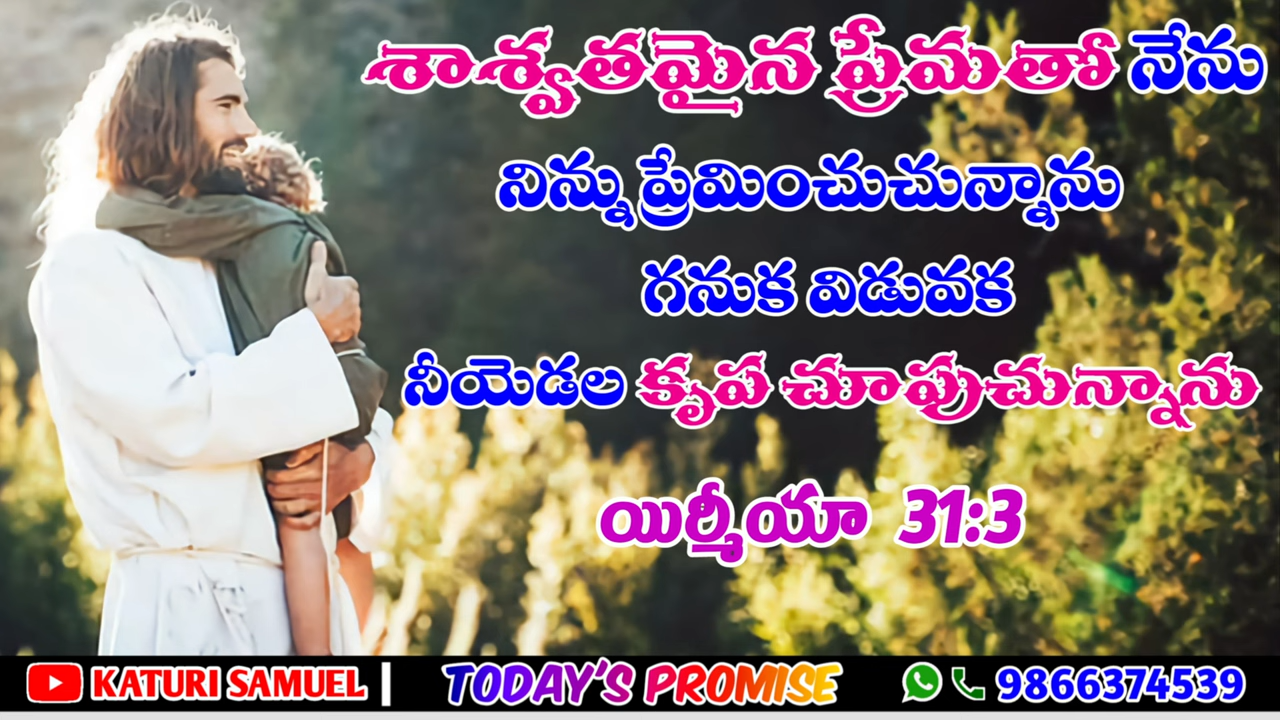 శాశ్వతమైన ప్రేమతో నేను
నిన్ను ప్రేమించుచున్నాను
గనుక విడువక
నీయెడల కృప చూపుచున్నాను
యిర్మీయా 31:3
KATURI SAMUEL | TODAY'S PROMISE 9866374539